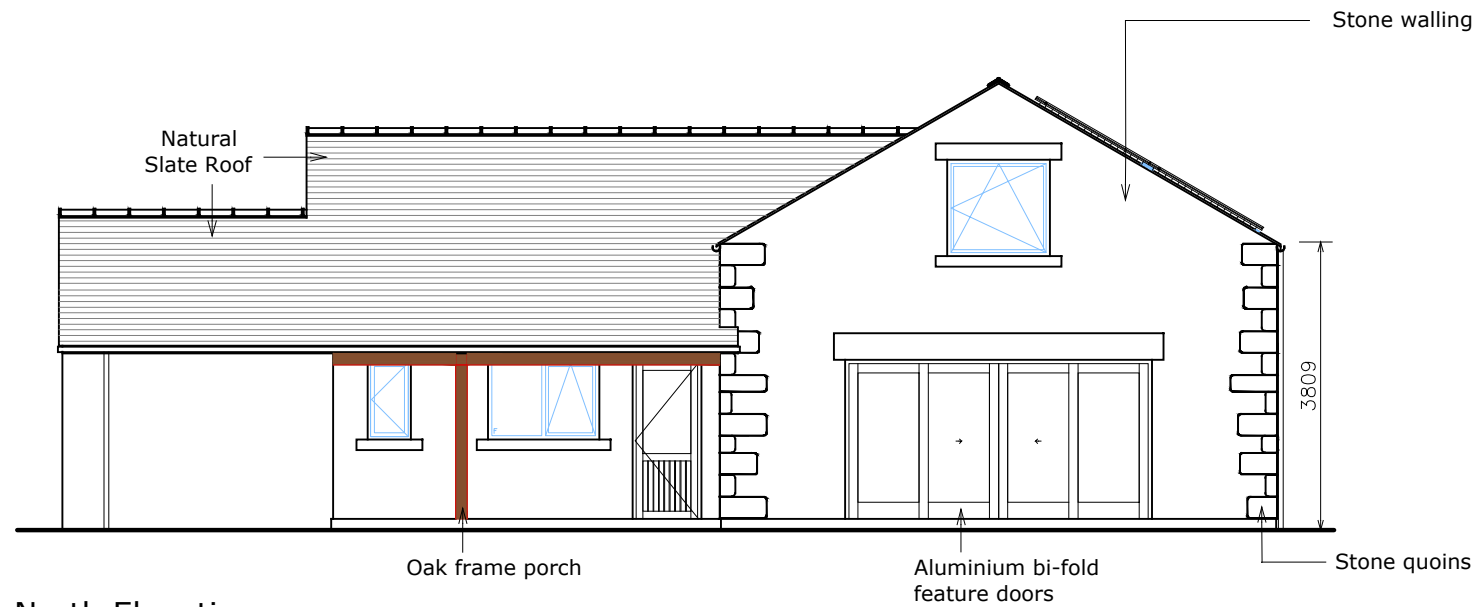 Stone walling
Natural
Slate Roof
3809
F
Oak frame porch
Aluminium bi-fold
feature doors
Stone quoins